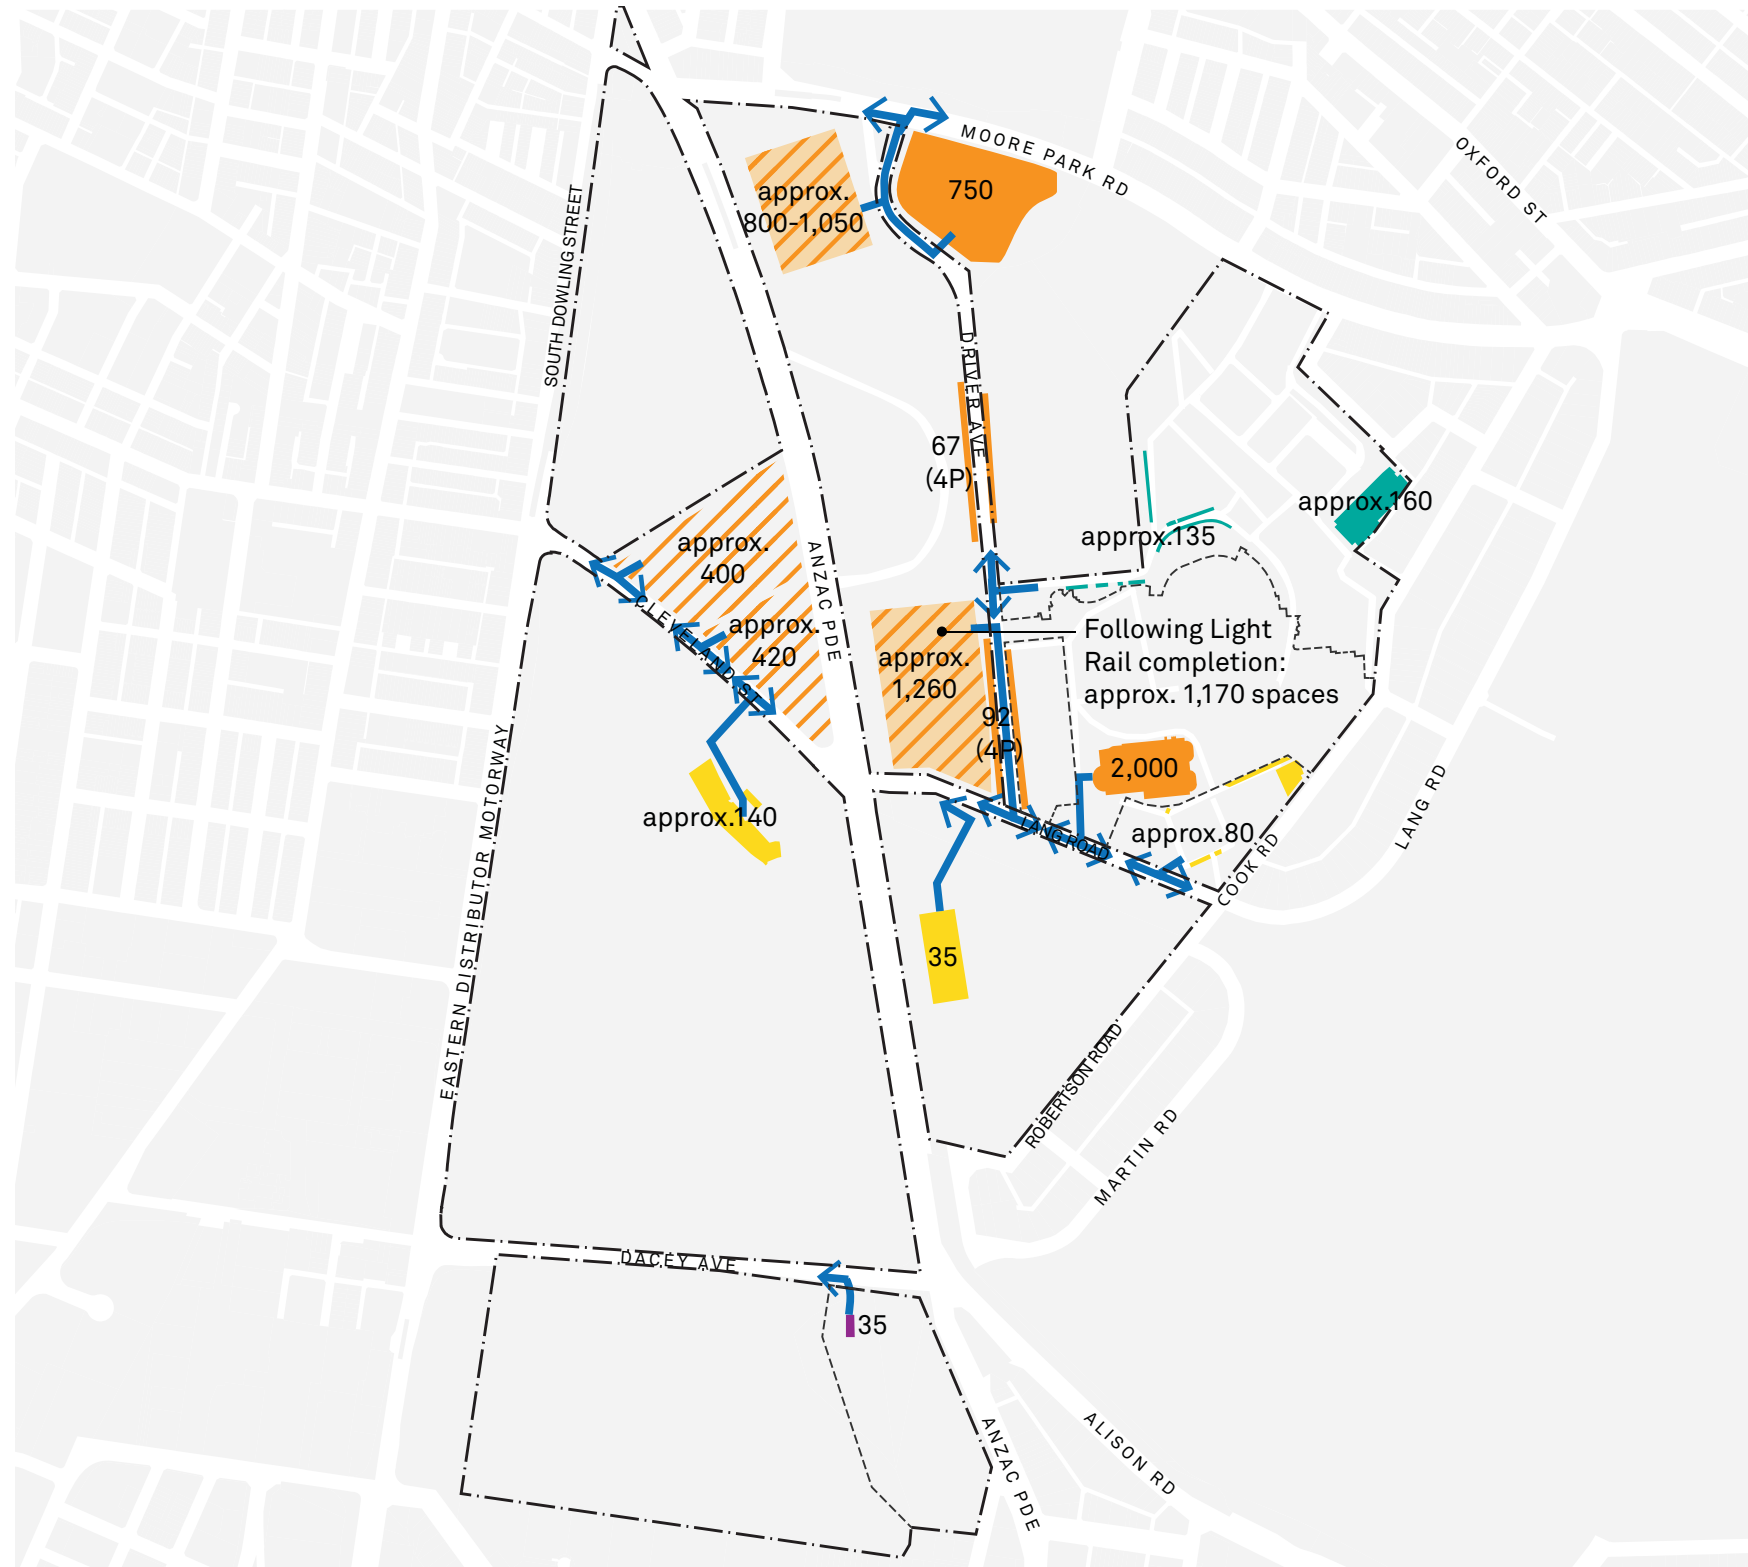 MOORE PARK RD
OXFORD ST
approx.
800-1,050
750
SOUTH DOWLING STREET
DRIVER AVE
67
(4P)
approx.160
approx.135
approx.
400
ANZAC PDE
CLEVELAND ST
approx.
420
approx.
1,260
Following Light
Rail completion:
approx. 1,170 spaces
92
(4P)
2,000
EASTERN DISTRIBUTOR MOTORWAY
approx.140
LANG ROAD
approx.80
COOK RD
LANG RD
35
ROBERTSON ROAD
MARTIN RD
DACEY AVE
35
ANZAC PDE
ALISON RD